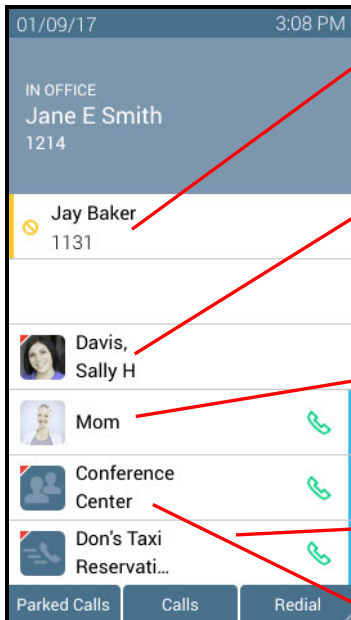 01/09/17 3:08 PM
IN OFFICE
Jane E Smith
1214
Jay Baker
1131
Davis,
Sally H
Mom
Conference
Center
Don's Taxi
Reservati...
Parked Calls Calls Redial